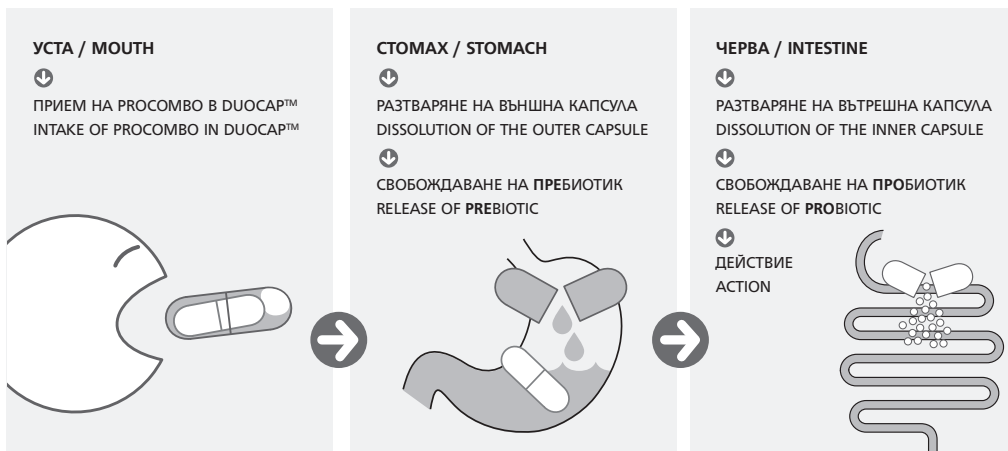 УСТА / MOUTH
ПРИЕМ НА PROCOMBO В DUOCAP™
INTAKE OF PROCOMBO IN DUOCAP™
СТОМАХ / STOMACH
РАЗТВАРЯНЕ НА ВЪНШНА КАПСУЛА
DISSOLUTION OF THE OUTER CAPSULE
СВОБОЖДАВАНЕ НА ПРЕБИОТИК
RELEASE OF PREBIOTIC
ЧЕРВА / INTESTINE
РАЗТВАРЯНЕ НА ВЪТРЕШНА КАПСУЛА
DISSOLUTION OF THE INNER CAPSULE
СВОБОЖДАВАНЕ НА ПРОБИОТИК
RELEASE OF PROBIOTIC
ДЕЙСТВИЕ
ACTION